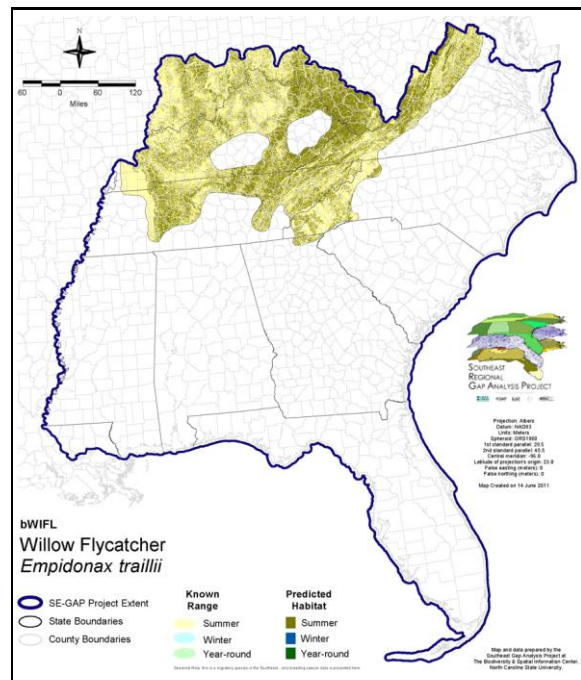 N
60 0 60 120
Miles
SOUTHEAST
REGIONAL
GAP ANALYSIS PROJECT
Projection: Albers
Datum: NAD83
Units: Meters
Spheroid: GRS1980
1st standard parallel: 29.5
2nd standard parallel: 45.5
Central meridian: -96.0
Latitude of projection's origin: 23.0
False easting (meters): 0
False northing (meters): 0
Map Created on 14 June 2011
bWIFL
Willow Flycatcher
Empidonax traillii
SE-GAP Project Extent
State Boundaries
County Boundaries
Known
Range
Summer
Winter
Year-round
Predicted
Habitat
Summer
Winter
Year-round
Map and data prepared by the
Southeast Gap Analysis Project at
The Biodiversity & Spatial Information Center,
North Carolina State University.